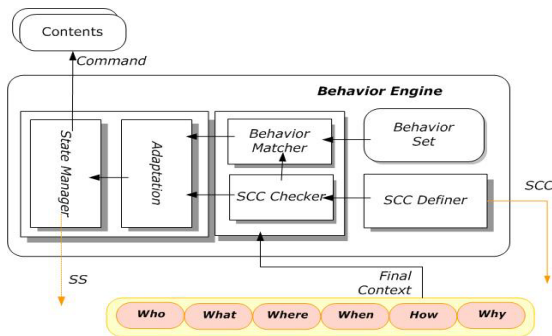 Contents
Command
Behavior Engine
State Manager
Adaptation
Behavior
Matcher
Behavior
Set
SCC Checker
SCC Definer
SCC
SS
Final
Context
Who What Where When How Why